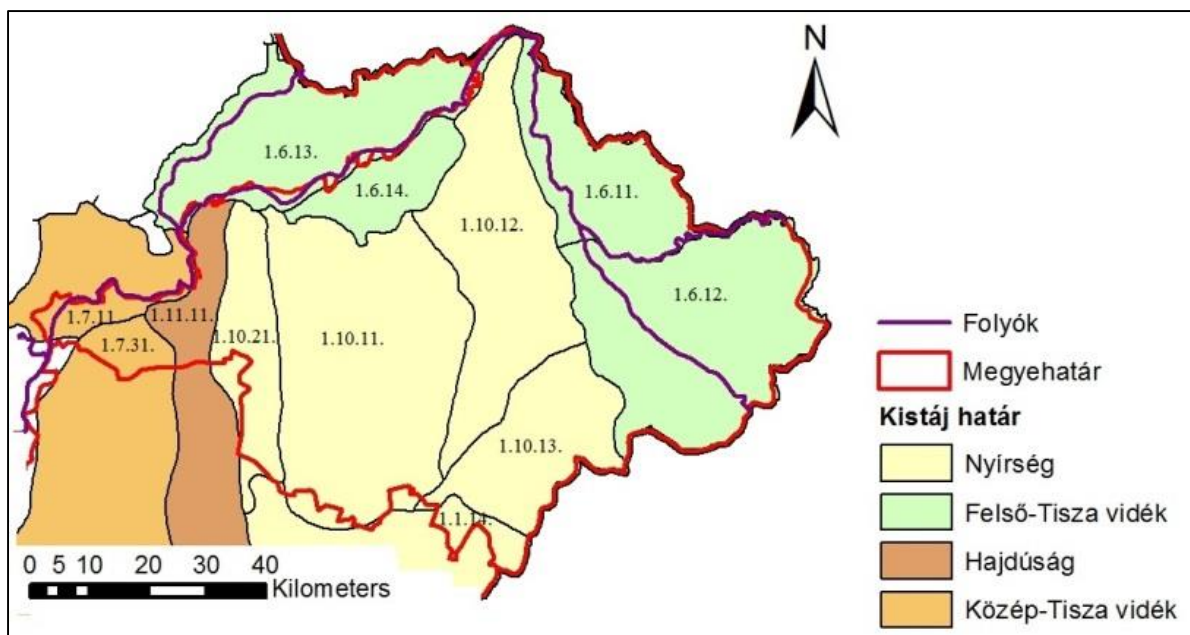 N
1.6.13.
1.6.14.
1.6.11.
1.10.12.
1.6.12.
1.7.11.
1.11.11.
1.10.21.
1.10.11.
1.7.31.
1.10.13.
1.1.14.
0 5 10 20 30 40
Kilometers
Folyók
Megyehatár
Kistáj határ
Nyírség
Felső-Tisza vidék
Hajdúság
Közép-Tisza vidék